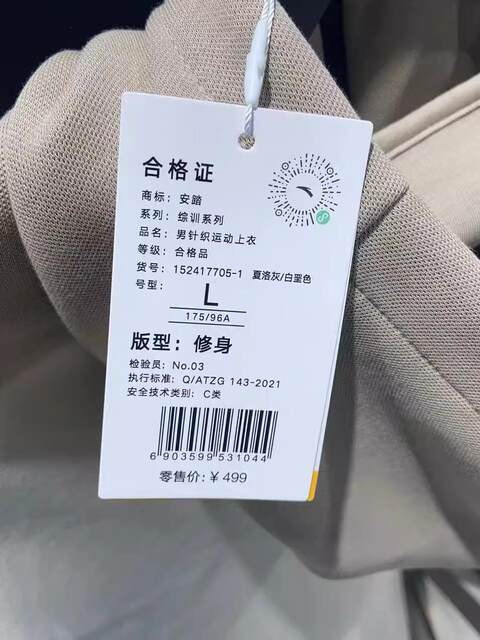 合格证
商标：安踏
系列：综训系列
品名：男针织运动上衣
等级：合格品
货号：152417705-1 夏洛灰/白垩色
号型：L
175/96A
版型：修身
检验员：No.03
执行标准：Q/ATZG 143-2021
安全技术类别：C类
6903599531044
零售价：￥499